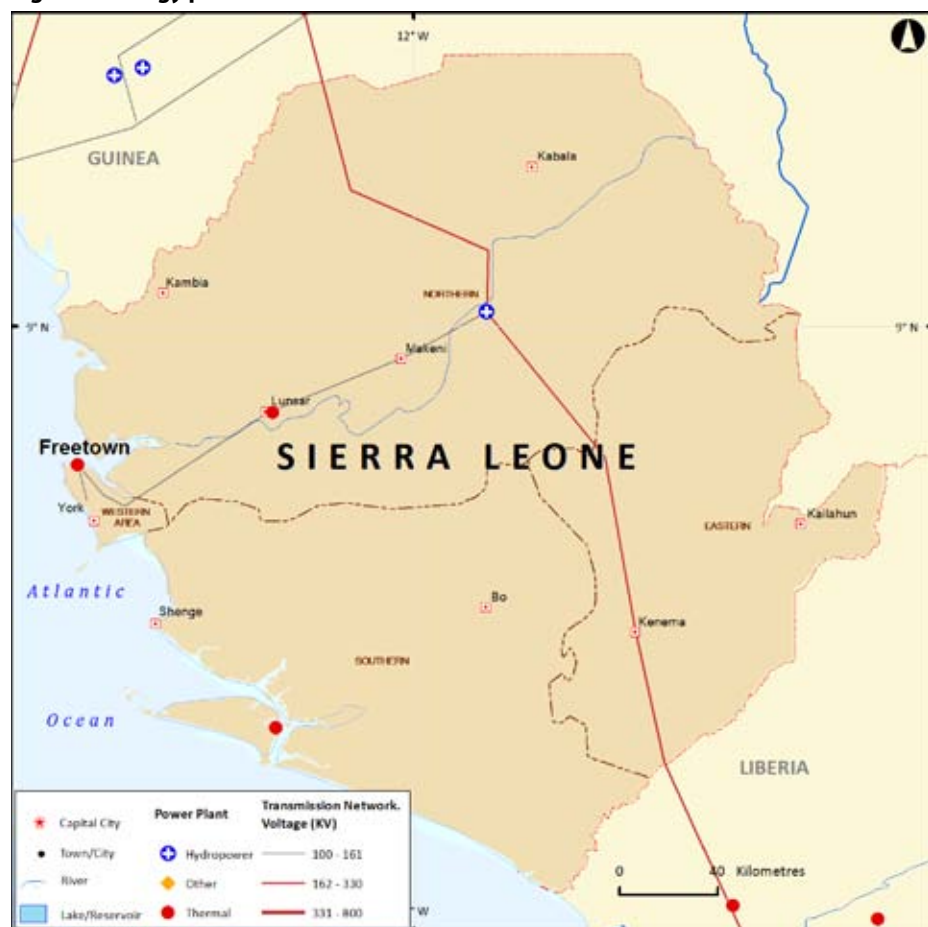 12° W
GUINEA
Kabala
Kambia
NORTHERN
9° N
9° N
Makeni
Lunsar
Freetown
SIERRA LEONE
York
WESTERN
AREA
EASTERN
Kailahun
Atlantic
Bo
Shenge
Kenema
SOUTHERN
Ocean
LIBERIA
Capital City
Town/City
River
Lake/Reservoir
Power Plant
Hydropower
Other
Thermal
Transmission Network.
Voltage (KV)
100 - 161
162 - 330
331 - 800
0 40 Kilometres
W